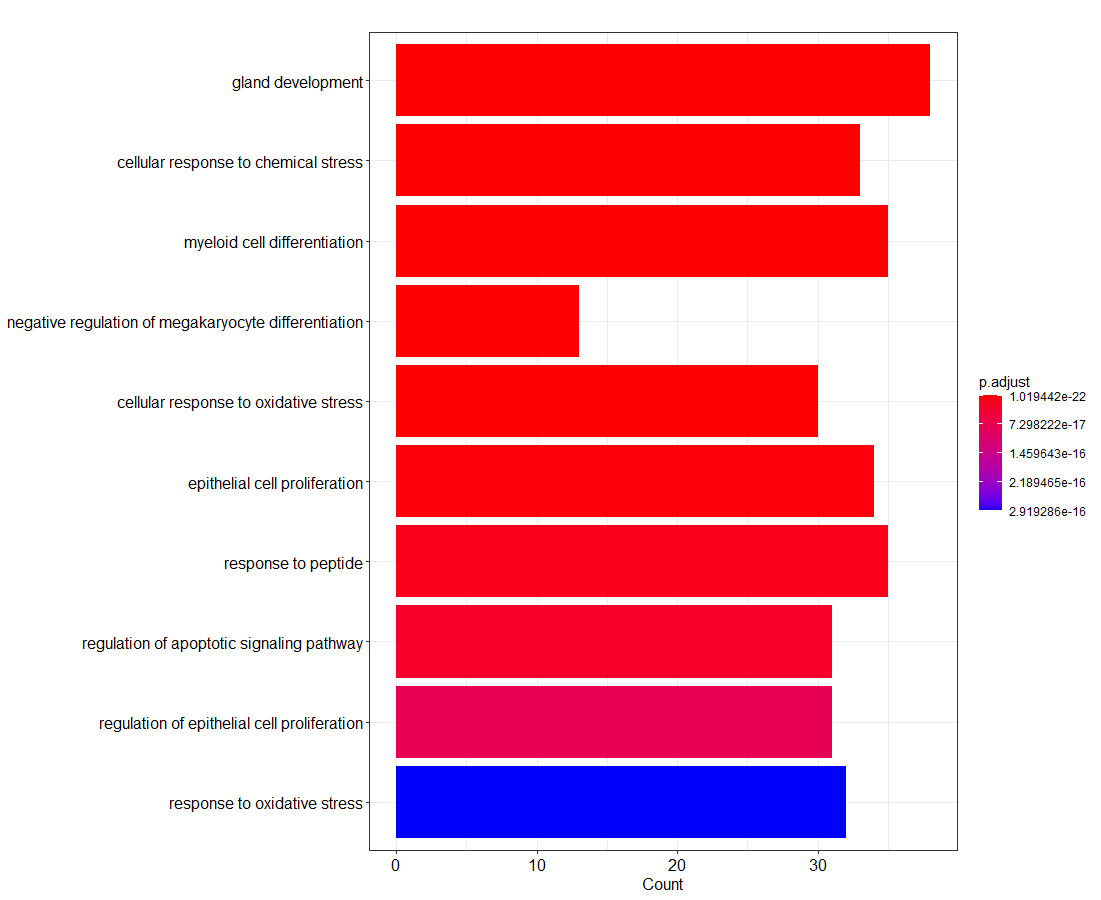 gland development
cellular response to chemical stress
myeloid cell differentiation
negative regulation of megakaryocyte differentiation
cellular response to oxidative stress
epithelial cell proliferation
response to peptide
regulation of apoptotic signaling pathway
regulation of epithelial cell proliferation
response to oxidative stress
0 10 20 30
Count
p.adjust
1.019442e-22
7.298222e-17
1.459643e-16
2.189465e-16
2.919286e-16